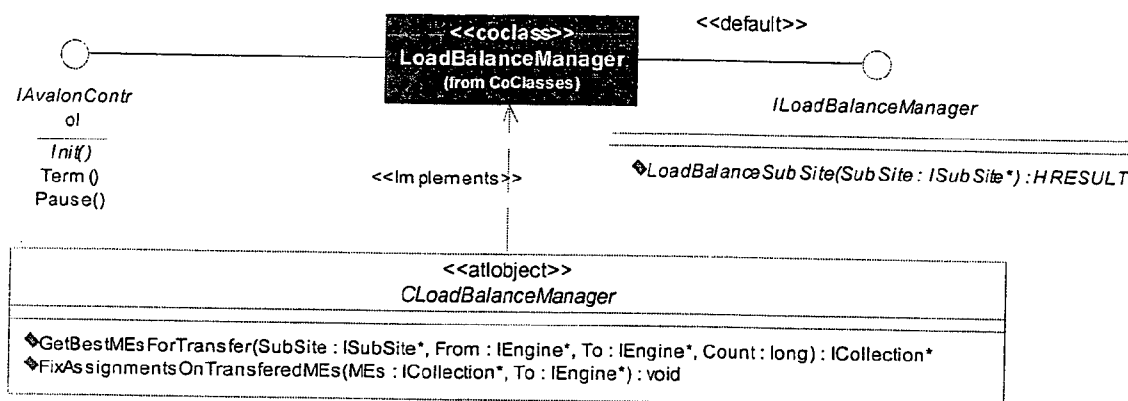 <<coclass>>
LoadBalanceManager
(from CoClasses)
<<default>>
IAvalonContr
ol
Init()
Term ()
Pause()
ILoadBalanceManager
LoadBalanceSubSite(SubSite : ISubSite*) : HRESULT
<<Implements>>
<<atlobject>>
CLoadBalanceManager
GetBestMEsForTransfer(SubSite : ISubSite*, From : IEngine*, To : IEngine*, Count : long) : ICollection*
FixAssignmentsOnTransferedMEs(MEs : ICollection*, To : IEngine*) : void